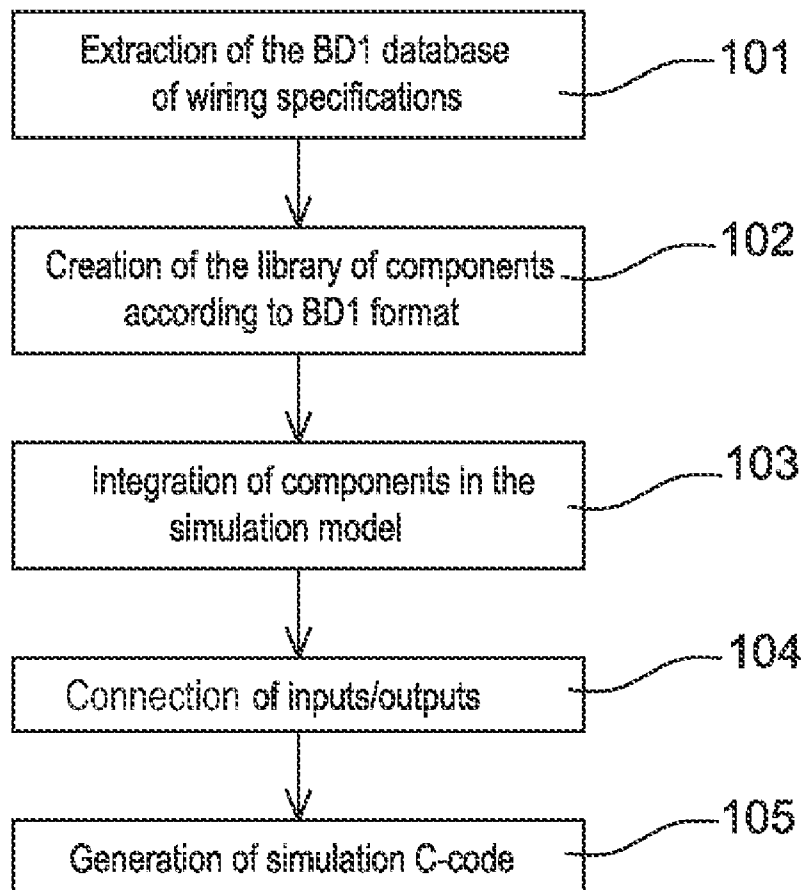 Extraction of the BD1 database
of wiring specifications
101
Creation of the library of components
according to BD1 format
102
Integration of components in the
simulation model
103
Connection of inputs/outputs
104
Generation of simulation C-code
105